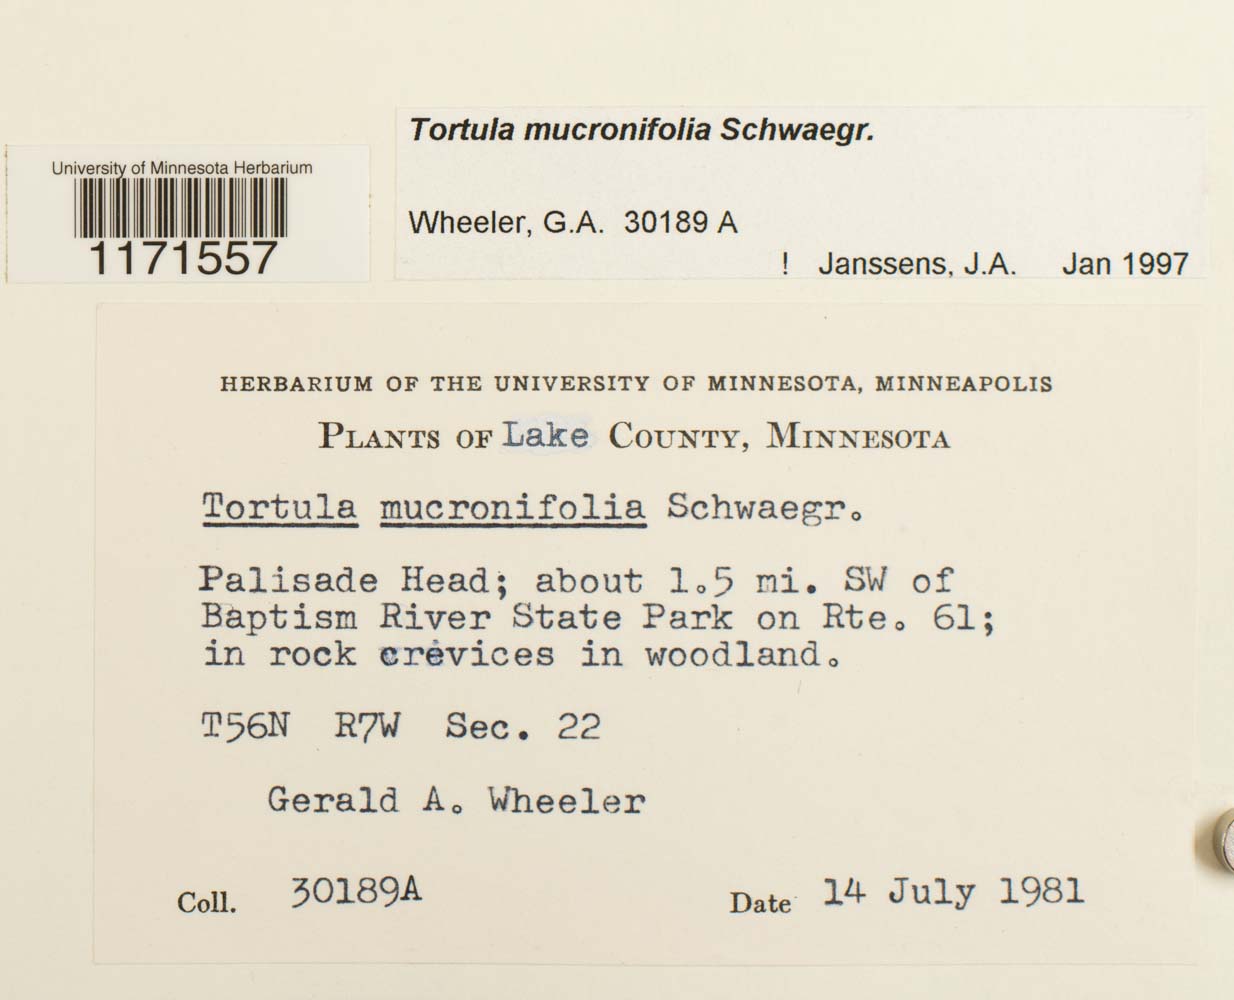 Tortula mucronifolia Schwaegr.
University of Minnesota Herbarium
1171557
Wheeler, G.A. 30189 A
! Janssens, J.A. Jan 1997
HERBARIUM OF THE UNIVERSITY OF MINNESOTA, MINNEAPOLIS
PLANTS OF Lake COUNTY, MINNESOTA
Tortula mucronifolia Schwaegr.
Palisade Head; about 1.5 mi. SW of
Baptism River State Park on Rte. 61;
in rock crevices in woodland.
T56N R7W Sec. 22
Gerald A. Wheeler
Coll. 30189A Date 14 July 1981